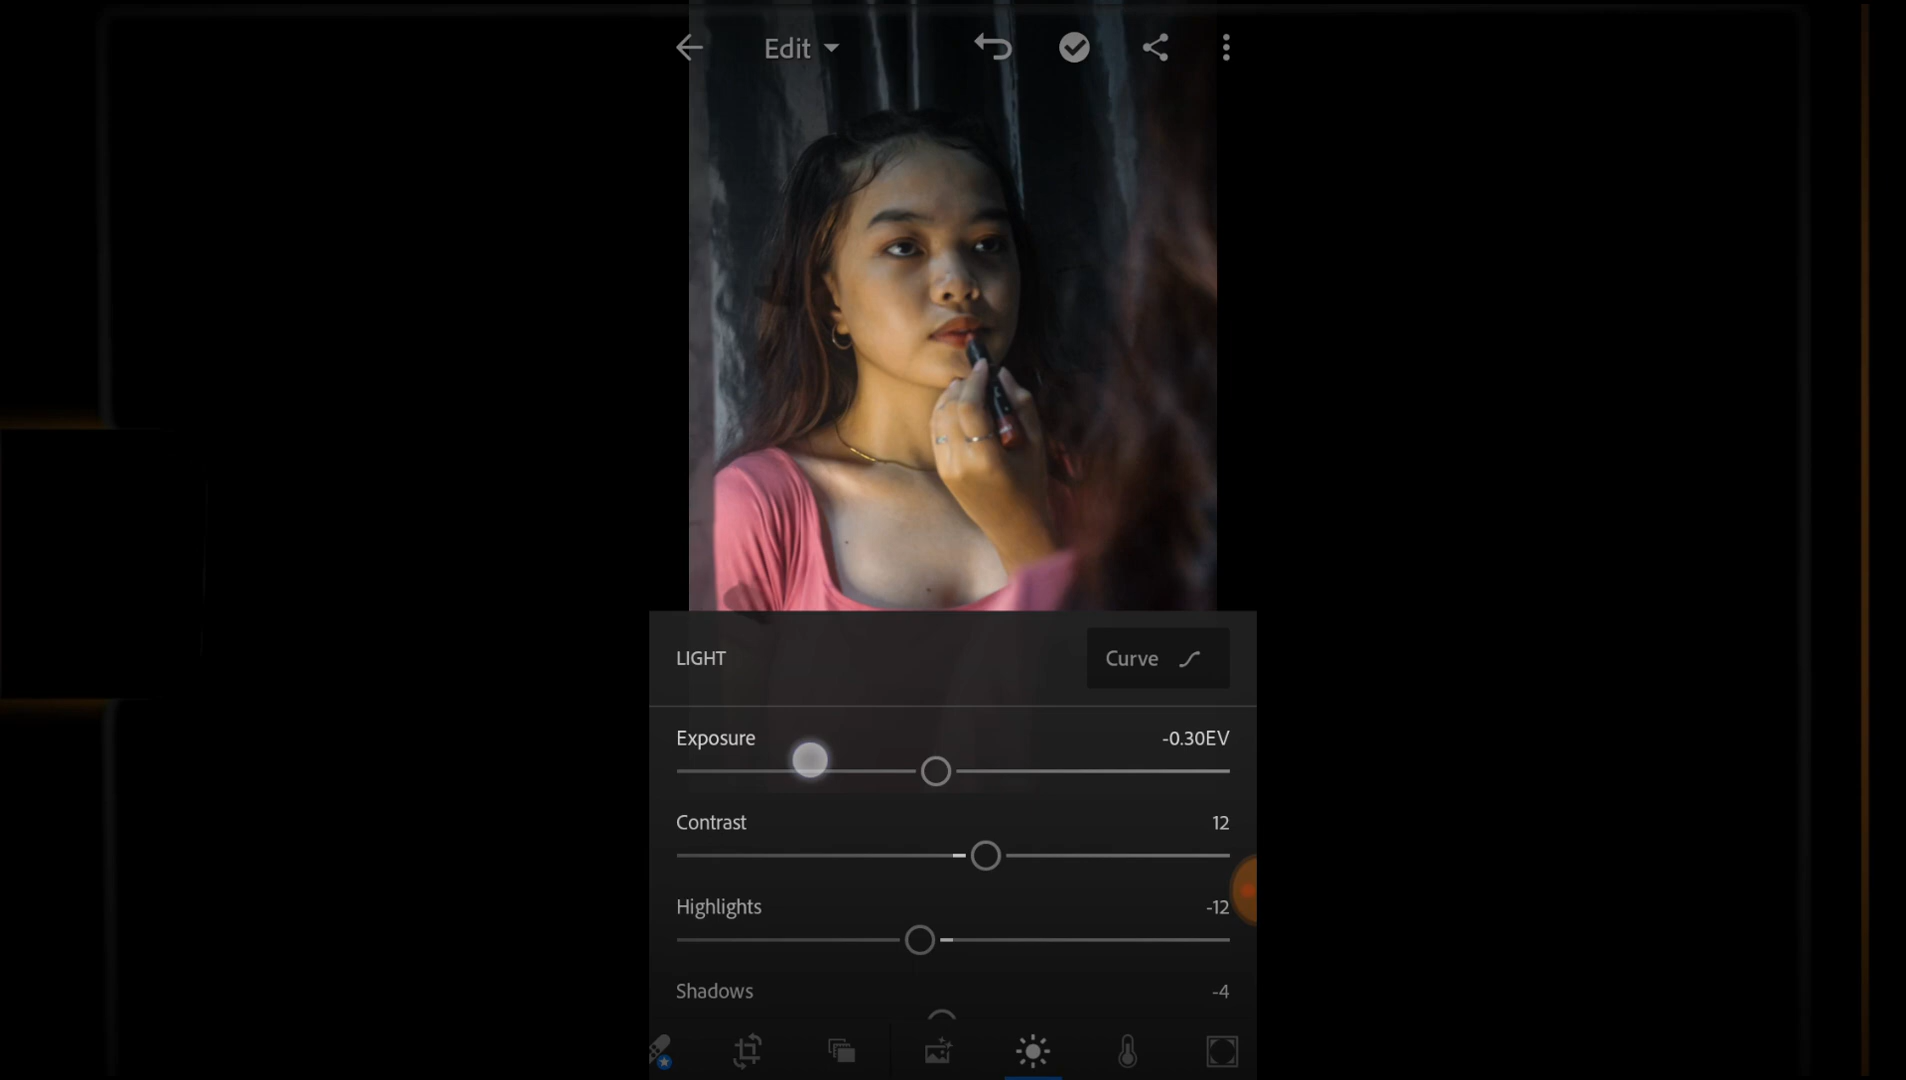 Edit
LIGHT
Curve
Exposure -0.30EV
Contrast 12
Highlights -12
Shadows -4